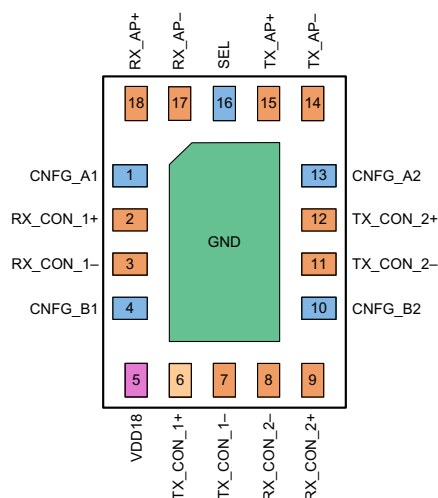 RX_AP+
RX_AP–
SEL
TX_AP+
TX_AP–
18
17
16
15
14
CNFG_A1
1
13
CNFG_A2
RX_CON_1+
2
12
TX_CON_2+
GND
RX_CON_1–
3
11
TX_CON_2–
CNFG_B1
4
10
CNFG_B2
5
6
7
8
9
VDD18
TX_CON_1+
TX_CON_1–
RX_CON_2–
RX_CON_2+